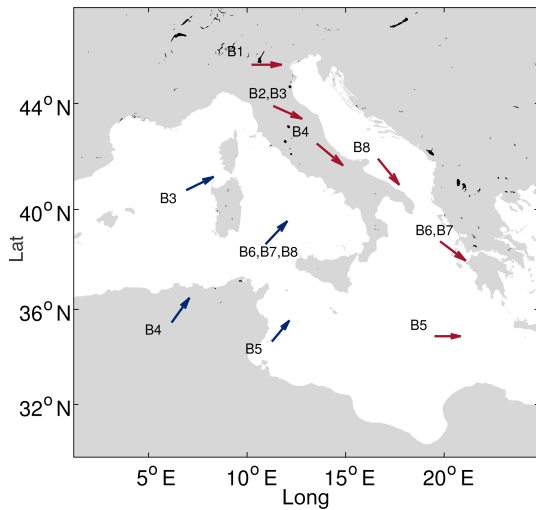 B1
44° N
B2,B3
B4
B8
B3
40° N
B6,B7
B6,B7,B8
Lat
36° N
B4
B5
B5
32° N
5° E
10° E
15° E
20° E
Long